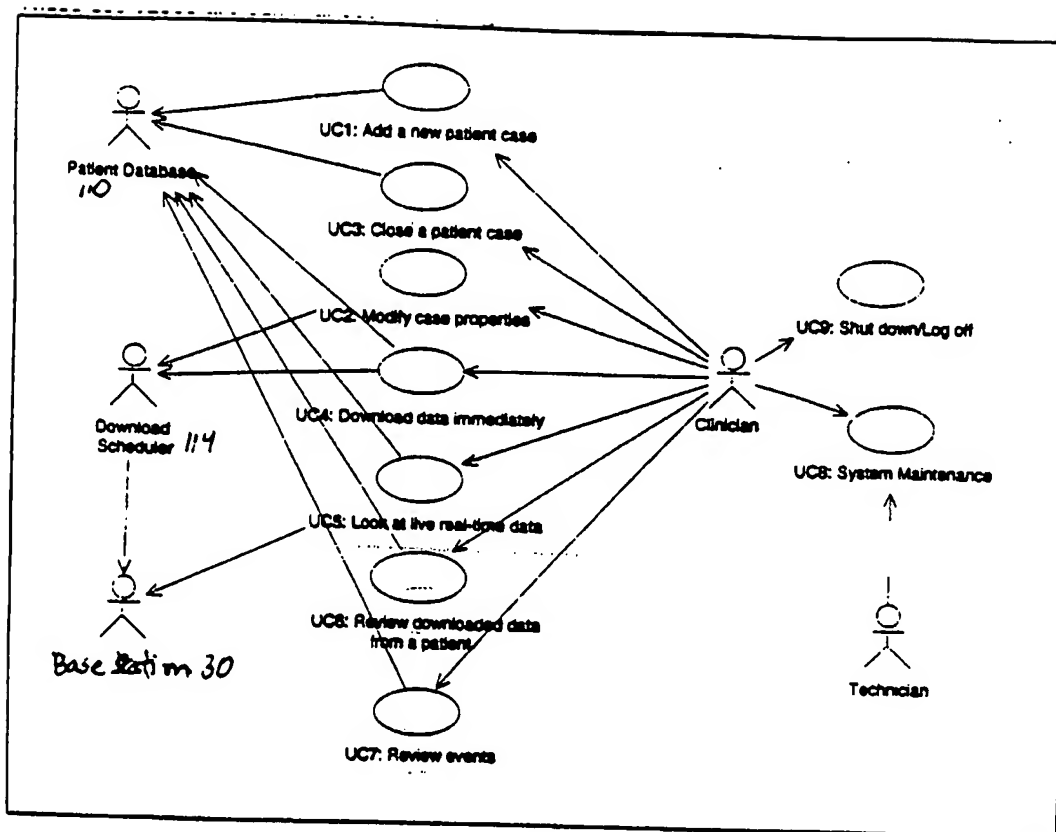 UC1: Add a new patient case
Patient Database
110
UC3: Close a patient case
UC2: Modify case properties
UC9: Shut down/Log off
UC4: Download data immediately
Clinician
Download
Scheduler 114
UC8: System Maintenance
UC5: Look at live real-time data
UC6: Review downloaded data
from a patient
Base Station 30
Technician
UC7: Review events